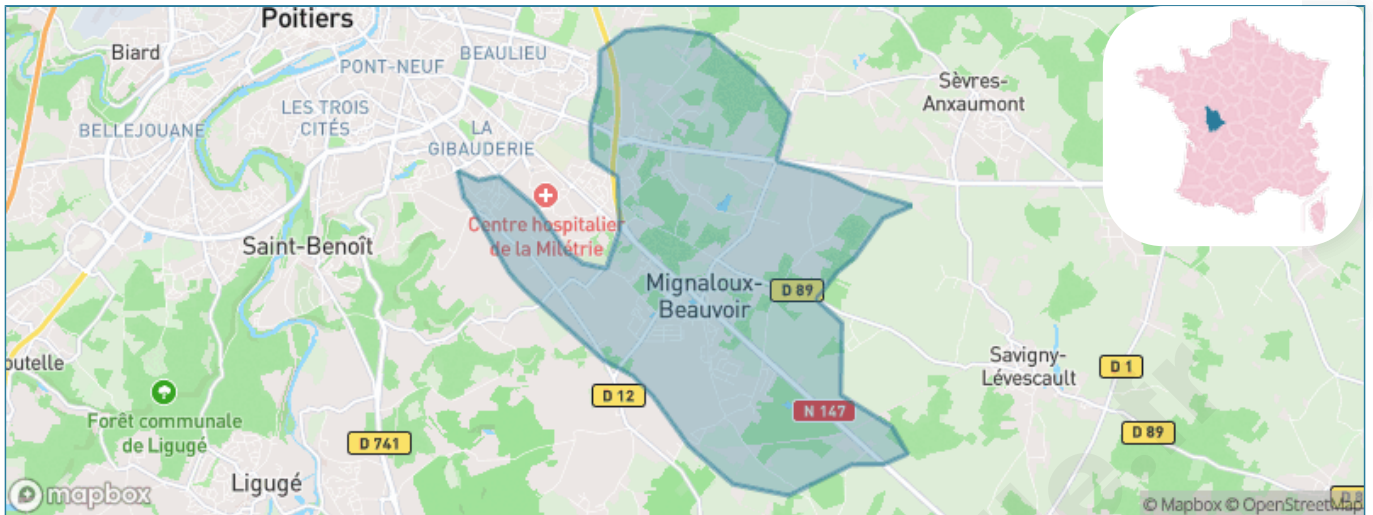 Poitiers
Biard
BEAULIEU
PONT-NEUF
Sèvres-
Anxaumont
LES TROIS
CITÉS
BELLEJOUANE
LA
GIBAUDERIE
Centre hospitalier
de la Milétrie
Saint-Benoît
Mignaloux-
Beauvoir
D 89
outelle
Savigny-
Lévescault
D 1
D 12
N 147
Forêt communale
de Ligugé
D 741
D 89
Ligugé
mapbox
D 8
© Mapbox © OpenStreetMap